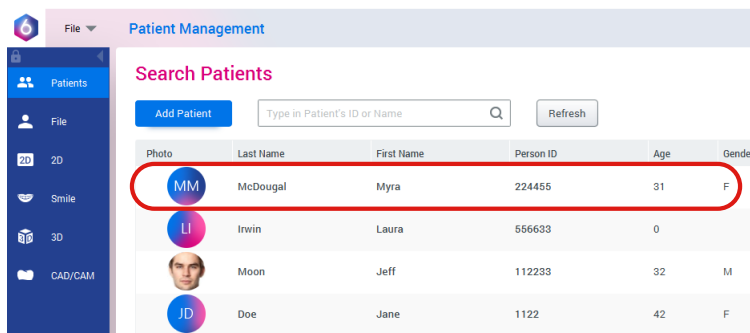 6 File Patient Management
Search Patients
Patients
Add Patient Type in Patient's ID or Name Refresh
File
Photo Last Name First Name Person ID Age Gende
2D 2D
MM McDougal Myra 224455 31 F
Smile
LI Irwin Laura 556633 0
3D 3D
Moon Jeff 112233 32 M
CAD/CAM
JD Doe Jane 1122 42 F